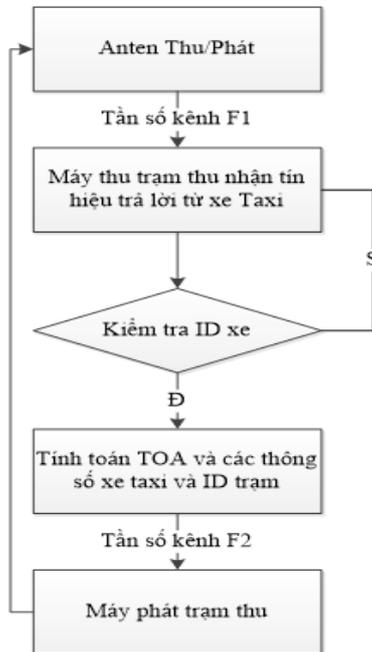 Anten Thu/Phát
Tần số kênh F1
Máy thu trạm thu nhận tín
hiệu trả lời từ xe Taxi
S
Kiểm tra ID xe
Đ
Tính toán TOA và các thông
số xe taxi và ID trạm
Tần số kênh F2
Máy phát trạm thu